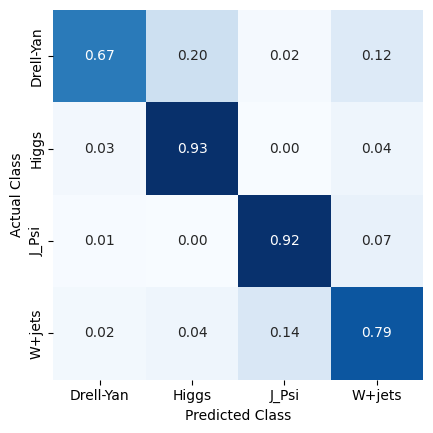 Actual Class
Drell-Yan 0.67 0.20 0.02 0.12
Higgs 0.03 0.93 0.00 0.04
J_Psi 0.01 0.00 0.92 0.07
W+jets 0.02 0.04 0.14 0.79
Drell-Yan Higgs J_Psi W+jets
Predicted Class